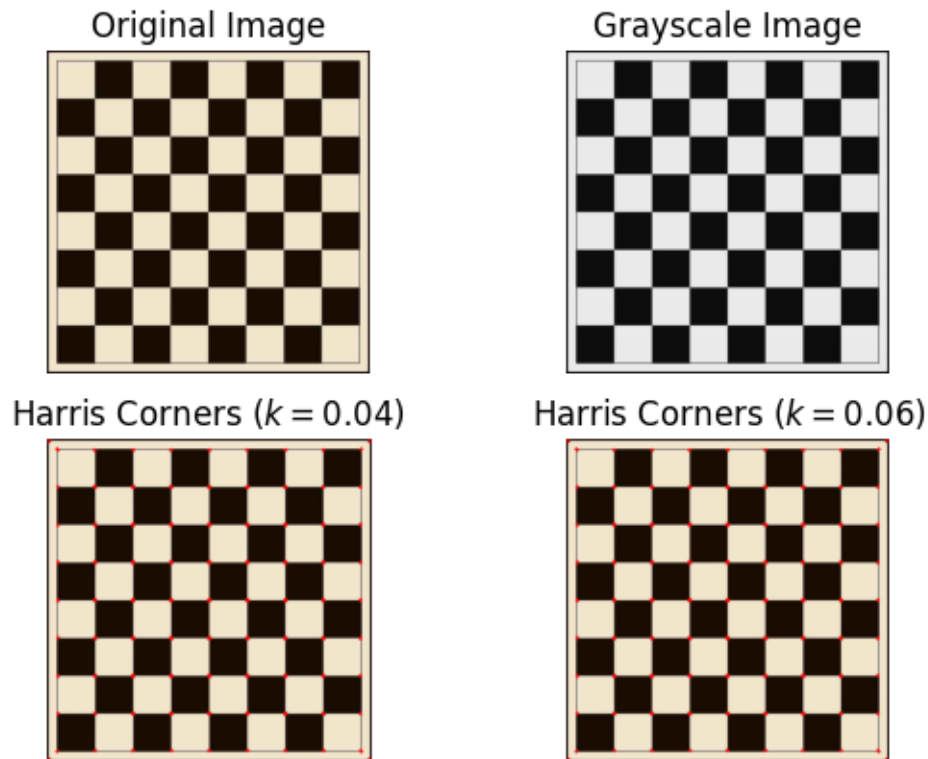 Original Image
Grayscale Image
Harris Corners (k = 0.04)
Harris Corners (k = 0.06)